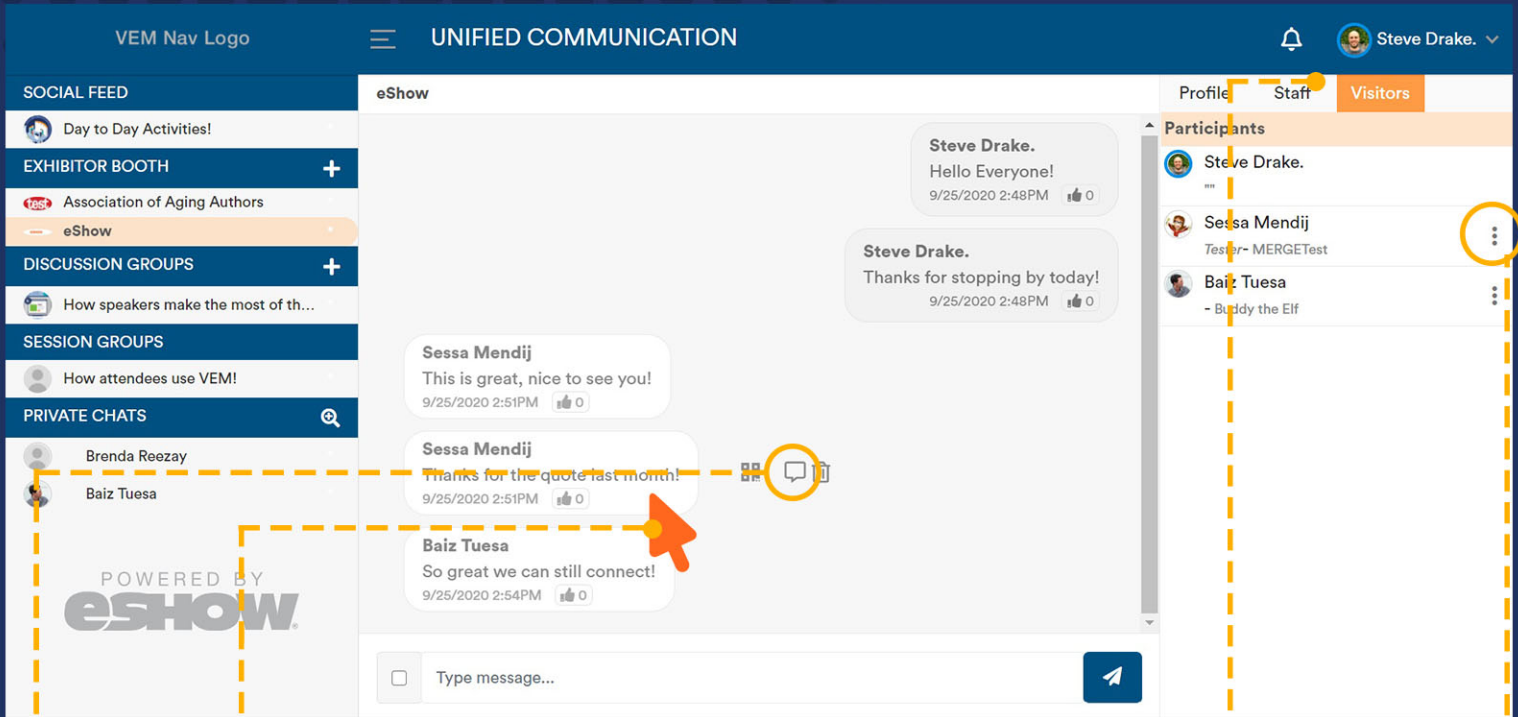 VEM Nav Logo
UNIFIED COMMUNICATION
Steve Drake.
SOCIAL FEED
Day to Day Activities!
EXHIBITOR BOOTH
test
Association of Aging Authors
eShow
DISCUSSION GROUPS
How speakers make the most of th...
SESSION GROUPS
How attendees use VEM!
PRIVATE CHATS
Brenda Reezay
Baiz Tuesa
POWERED BY
eSHOW®
eShow
Steve Drake.
Hello Everyone!
9/25/2020 2:48PM 0
Steve Drake.
Thanks for stopping by today!
9/25/2020 2:48PM 0
Sessa Mendij
This is great, nice to see you!
9/25/2020 2:51PM 0
Sessa Mendij
Thanks for the quote last month!
9/25/2020 2:51PM 0
Baiz Tuesa
So great we can still connect!
9/25/2020 2:54PM 0
Type message...
Profile Staff Visitors
Participants
Steve Drake.
""
Sessa Mendij
Tester- MERGETest
Baiz Tuesa
- Buddy the Elf